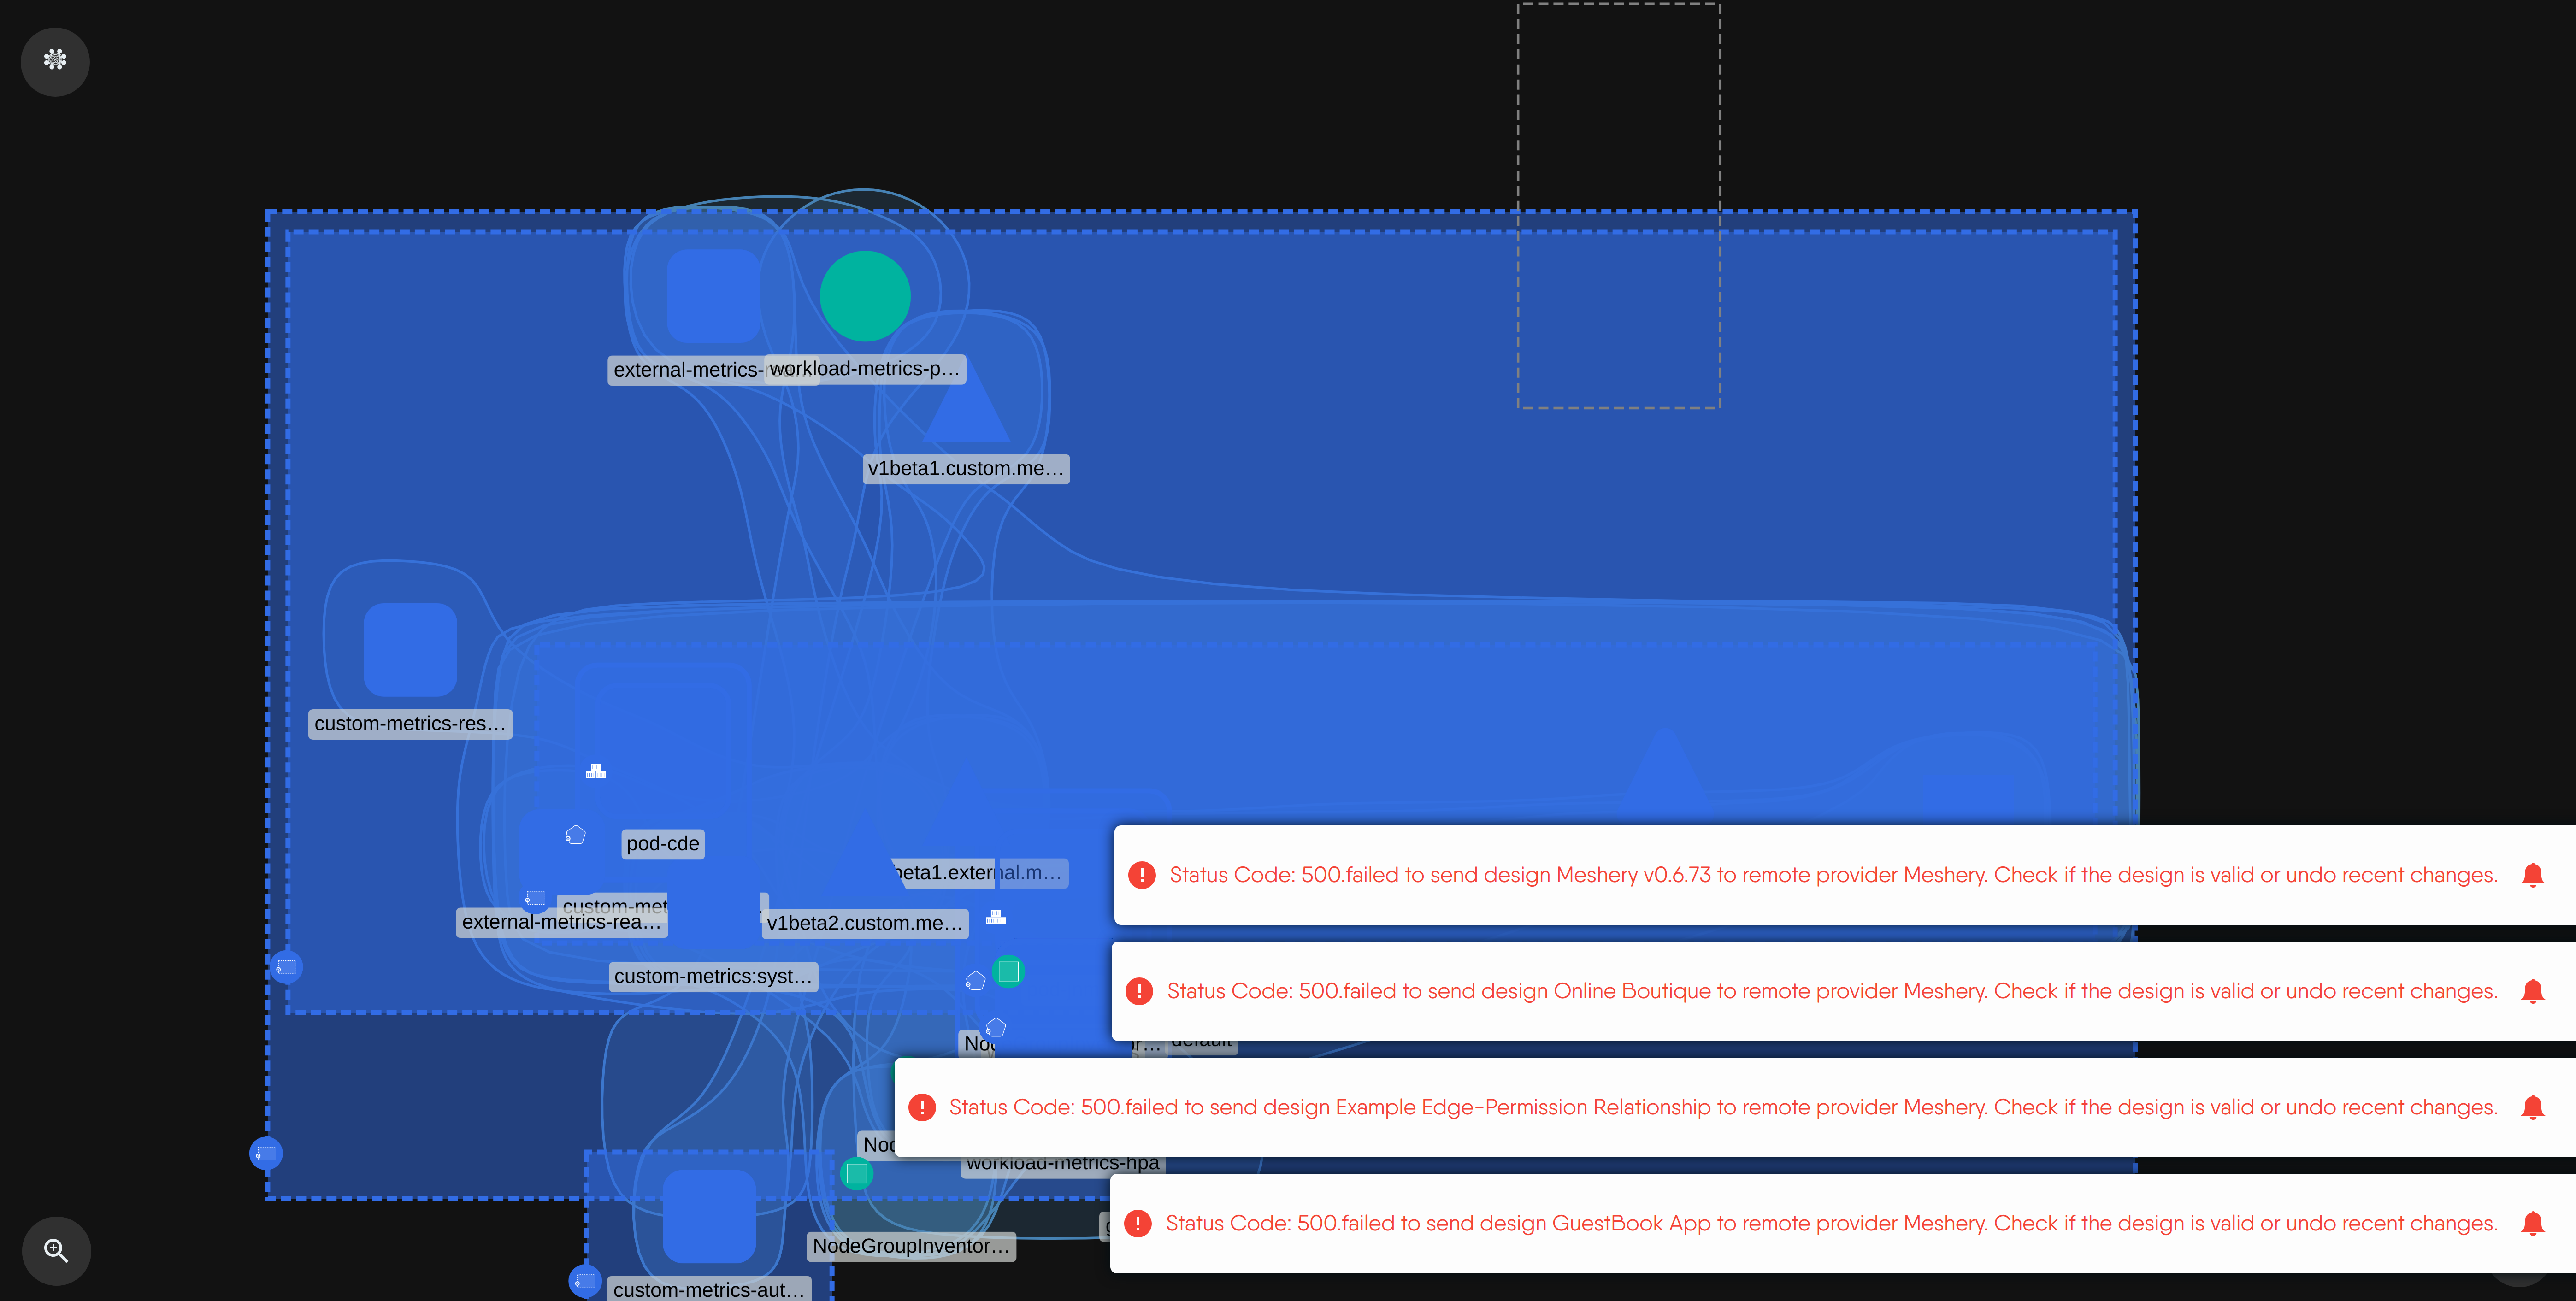 external-metrics-r
workload-metrics-p…
v1beta1.custom.me…
custom-metrics-res…
pod-cde
beta1.external.m…
custom-met
external-metrics-rea…
v1beta2.custom.me…
custom-metrics:syst…
Status Code: 500.failed to send design Meshery v0.6.73 to remote provider Meshery. Check if the design is valid or undo recent changes.
Status Code: 500.failed to send design Online Boutique to remote provider Meshery. Check if the design is valid or undo recent changes.
default
Status Code: 500.failed to send design Example Edge-Permission Relationship to remote provider Meshery. Check if the design is valid or undo recent changes.
workload-metrics-hpa
Status Code: 500.failed to send design GuestBook App to remote provider Meshery. Check if the design is valid or undo recent changes.
NodeGroupInventor…
custom-metrics-aut…